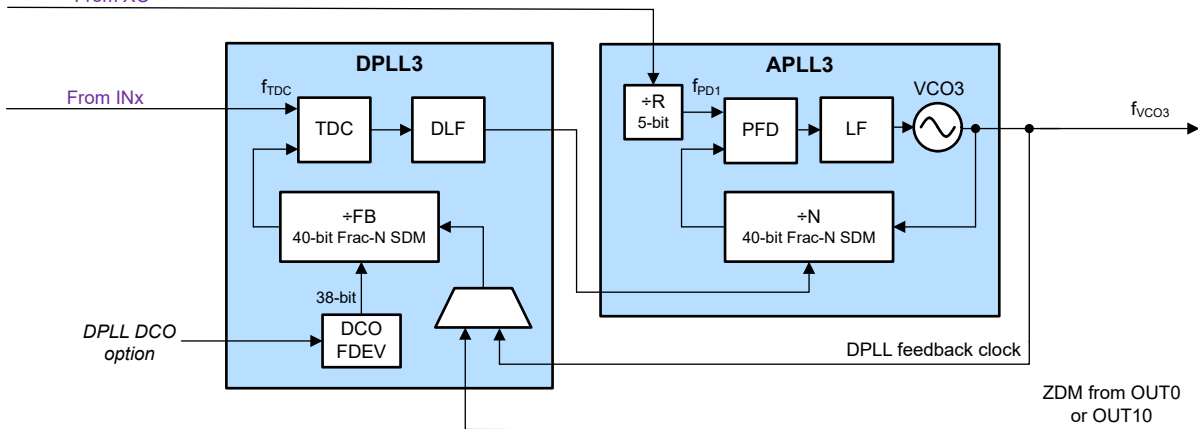 From XO
DPLL3
APLL3
From INx
fTDC
TDC
DLF
÷R
5-bit
fPD1
PFD
LF
VCO3
fVCO3
÷FB
40-bit Frac-N SDM
÷N
40-bit Frac-N SDM
38-bit
DPLL DCO
option
DCO
FDEV
DPLL feedback clock
ZDM from OUT0
or OUT10